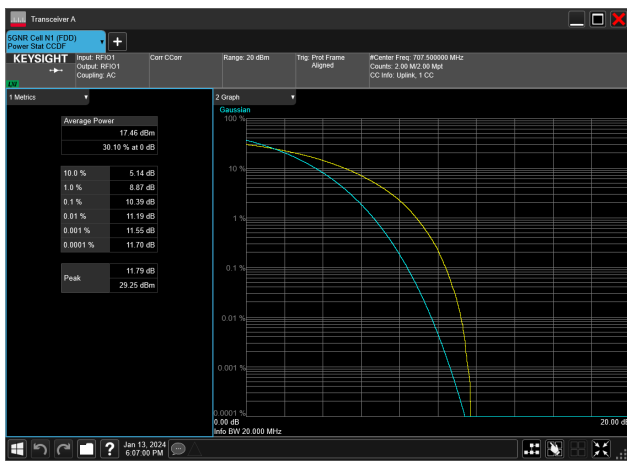 Transceiver A
5GNR Cell N1 (FDD)
Power Stat CCDF
KEYSIGHT
LVI
Input: RFIO1
Output: RFIO1
Coupling: AC
Corr CCorr
Range: 20 dBm
Trig: Prot Frame
Aligned
#Center Freq: 707.500000 MHz
Counts: 2.00 M/2.00 Mpt
CC Info: Uplink, 1 CC
1 Metrics
Average Power
17.46 dBm
30.10 % at 0 dB
10.0 % 5.14 dB
1.0 % 8.87 dB
0.1 % 10.39 dB
0.01 % 11.19 dB
0.001 % 11.55 dB
0.0001 % 11.70 dB
Peak
11.79 dB
29.25 dBm
2 Graph
Gaussian
100 %
10 %
1 %
0.1 %
0.01 %
0.001 %
0.0001 %
0.00 dB
20.00 dB
Info BW 20.000 MHz
Jan 13, 2024
6:07:00 PM